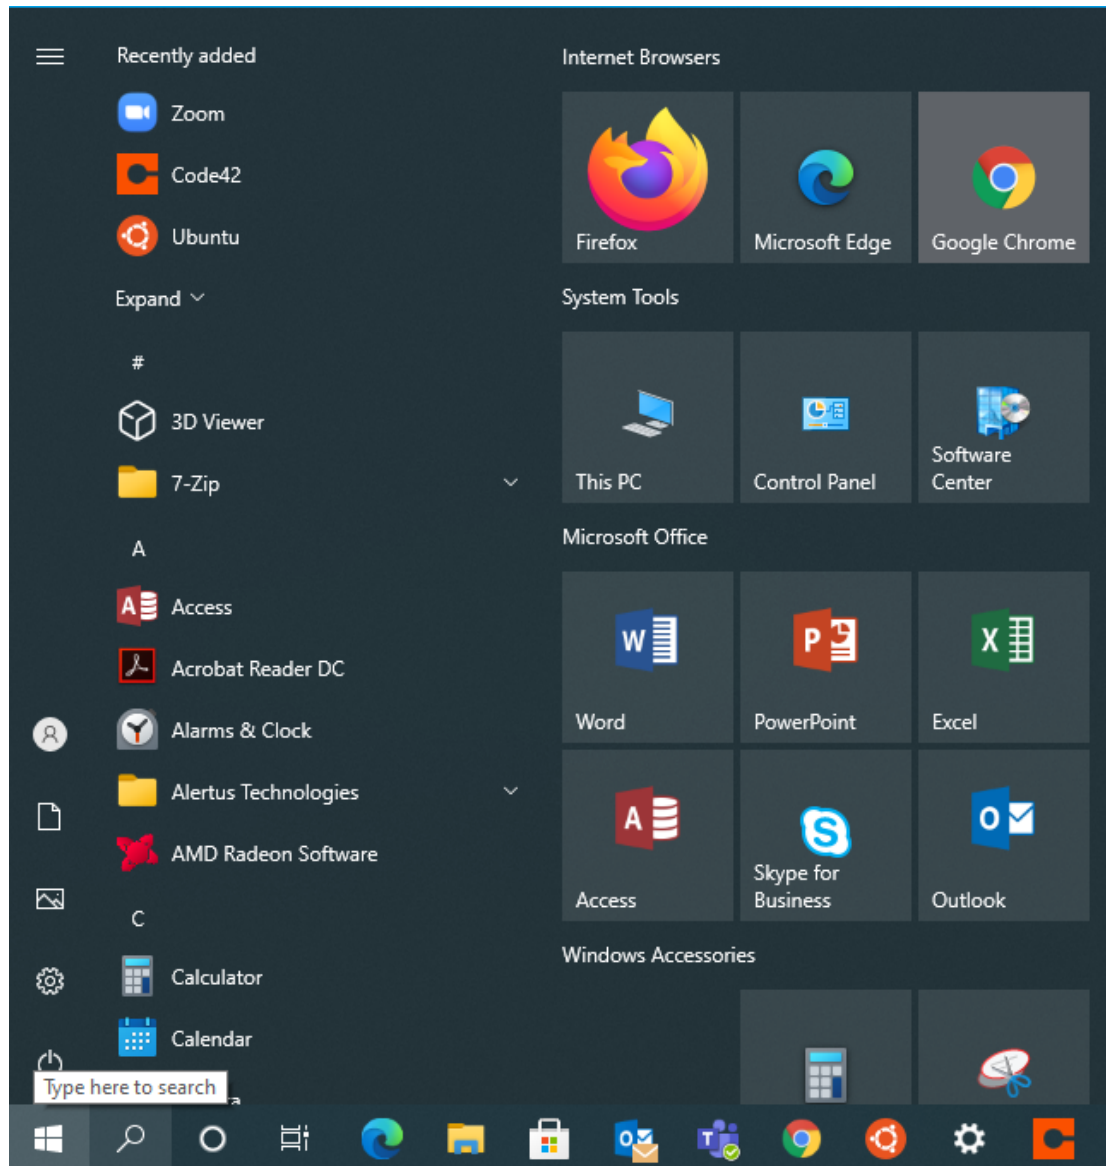 Recently added
Zoom
Code42
Ubuntu
Expand
#
3D Viewer
7-Zip
A
Access
Acrobat Reader DC
Alarms & Clock
Alertus Technologies
AMD Radeon Software
C
Calculator
Calendar
Type here to search
Internet Browsers
Firefox
Microsoft Edge
Google Chrome
System Tools
This PC
Control Panel
Software
Center
Microsoft Office
Word
PowerPoint
Excel
Access
Skype for
Business
Outlook
Windows Accessories